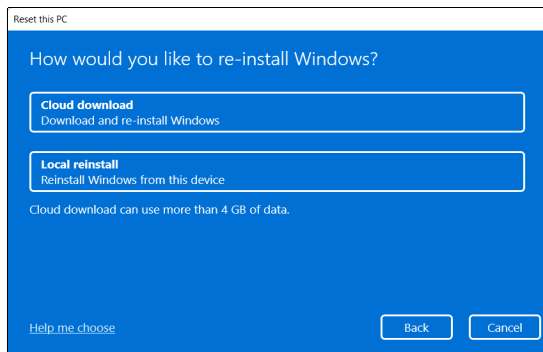 Reset this PC
How would you like to re-install Windows?
Cloud download
Download and re-install Windows
Local reinstall
Reinstall Windows from this device
Cloud download can use more than 4 GB of data.
Help me choose
Back
Cancel